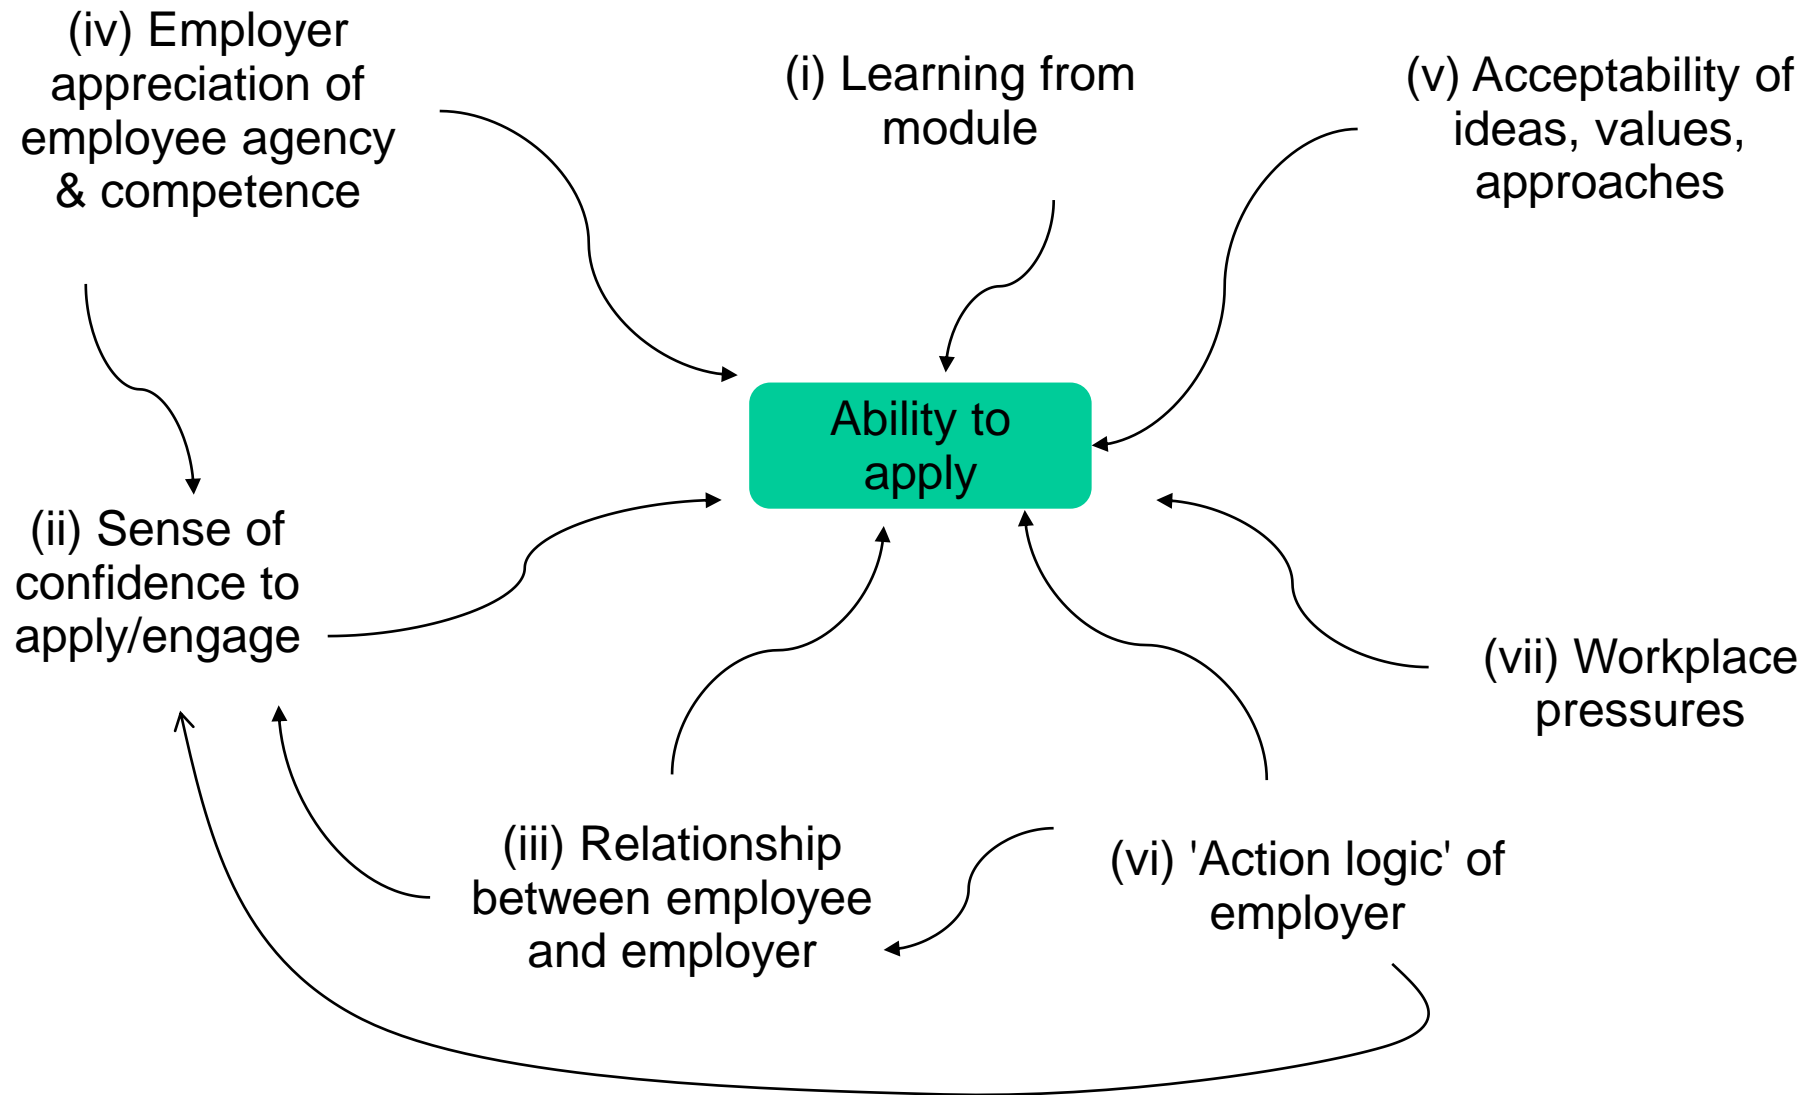 (iv) Employer
appreciation of
employee agency
& competence
(i) Learning from
module
(v) Acceptability of
ideas, values,
approaches
Ability to
apply
(ii) Sense of
confidence to
apply/engage
(vii) Workplace
pressures
(iii) Relationship
between employee
and employer
(vi) 'Action logic' of
employer